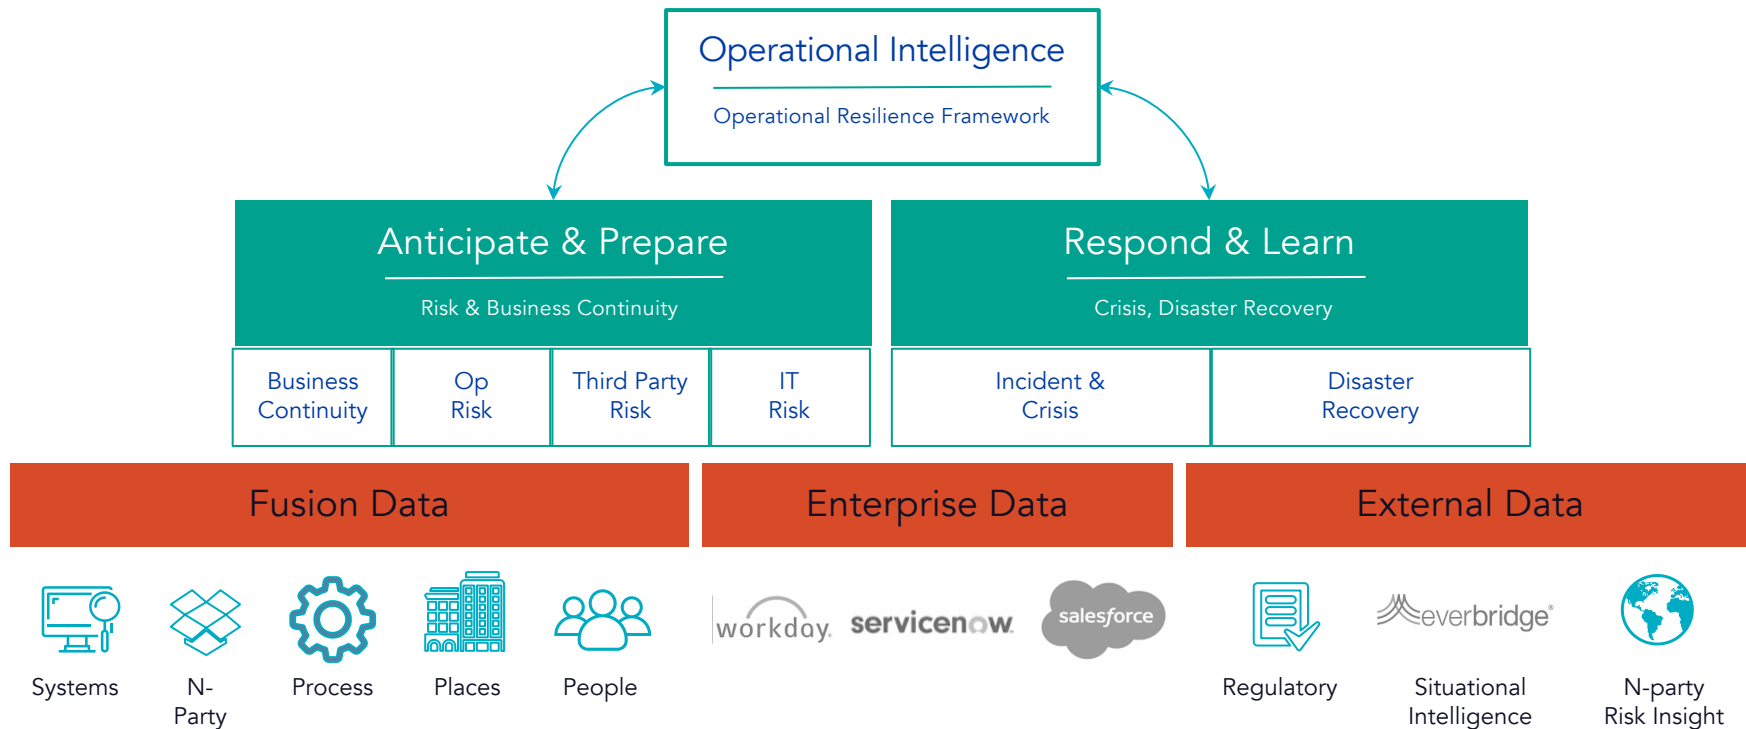 Operational Intelligence
Operational Resilience Framework
Anticipate & Prepare
Risk & Business Continuity
Respond & Learn
Crisis, Disaster Recovery
Business
Continuity
Op
Risk
Third Party
Risk
IT
Risk
Incident &
Crisis
Disaster
Recovery
Fusion Data
Enterprise Data
External Data
workday.
servicenow.
salesforce
everbridge®
Systems
N-
Party
Process
Places
People
Regulatory
Situational
Intelligence
N-party
Risk Insight